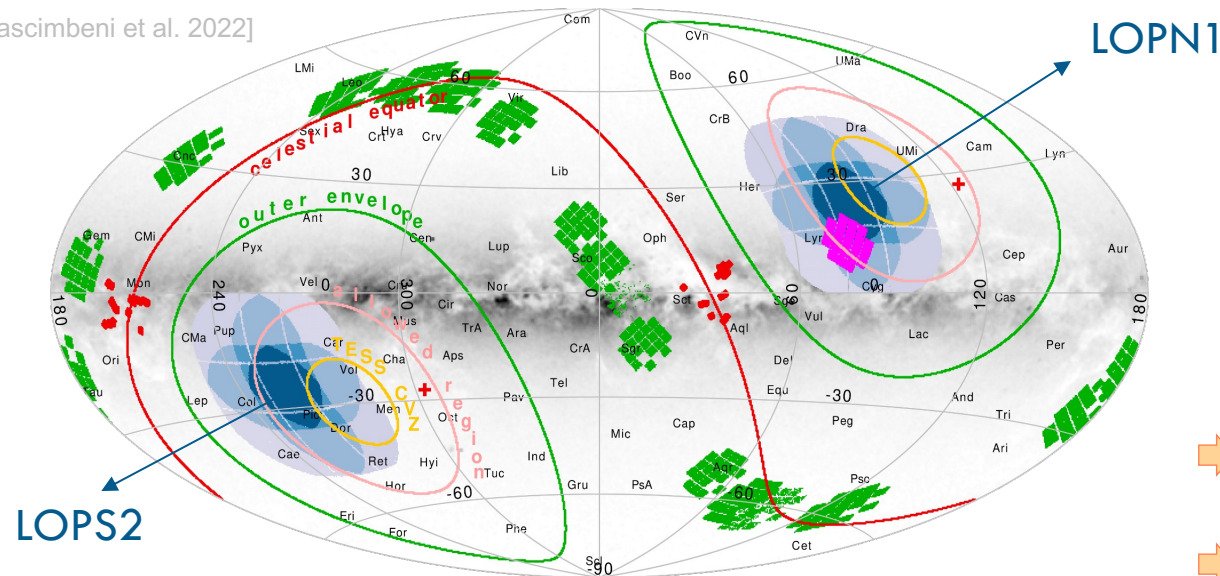 ascimbeni et al. 2022]
LOPN1
Com
CVn
UMa
LMi
Leo
60
Boo
60
Vir
CrB
Dra
UMi
Cam
Lyn
Sex
Crt
Hya
Crv
celestial equator
Cnc
30
Lib
Her
30
Ser
outer envelope
Ant
Cen
Lup
Oph
Lyr
Cep
Aur
Gem
CMi
Pyx
Sco
180
Mon
240
Vel
0
300
Cir
Nor
0
Sct
Sge
60
0
Cyg
120
Cas
180
allowed region
Mus
TrA
Ara
Aql
Vul
Lac
Per
Ori
CMa
Pup
Car
TESS CVZ
Vol
Cha
Aps
CrA
Sgr
Del
Tau
Lep
Col
Pic
-30
Men
Oct
Pav
Tel
Equ
-30
And
Tri
Dor
Mic
Cap
Peg
Ari
Cae
Ret
Hyi
Tuc
Ind
Aqr
Hor
-60
Gru
PsA
-60
Psc
LOPS2
Eri
For
Phe
Cet
Scl
-90